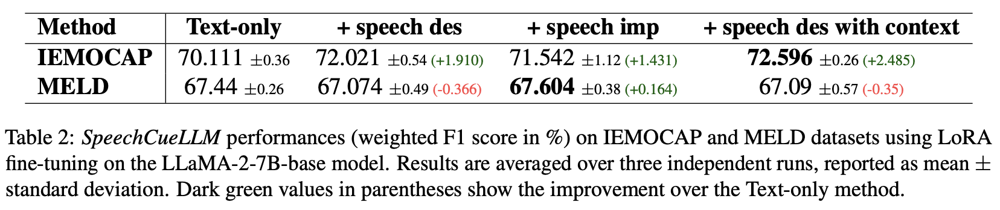 Method Text-only + speech des + speech imp + speech des with context
IEMOCAP 70.111 ±0.36 72.021 ±0.54 (+1.910) 71.542 ±1.12 (+1.431) 72.596 ±0.26 (+2.485)
MELD 67.44 ±0.26 67.074 ±0.49 (-0.366) 67.604 ±0.38 (+0.164) 67.09 ±0.57 (-0.35)
Table 2: SpeechCueLLM performances (weighted F1 score in %) on IEMOCAP and MELD datasets using LoRA
fine-tuning on the LLaMA-2-7B-base model. Results are averaged over three independent runs, reported as mean ±
standard deviation. Dark green values in parentheses show the improvement over the Text-only method.